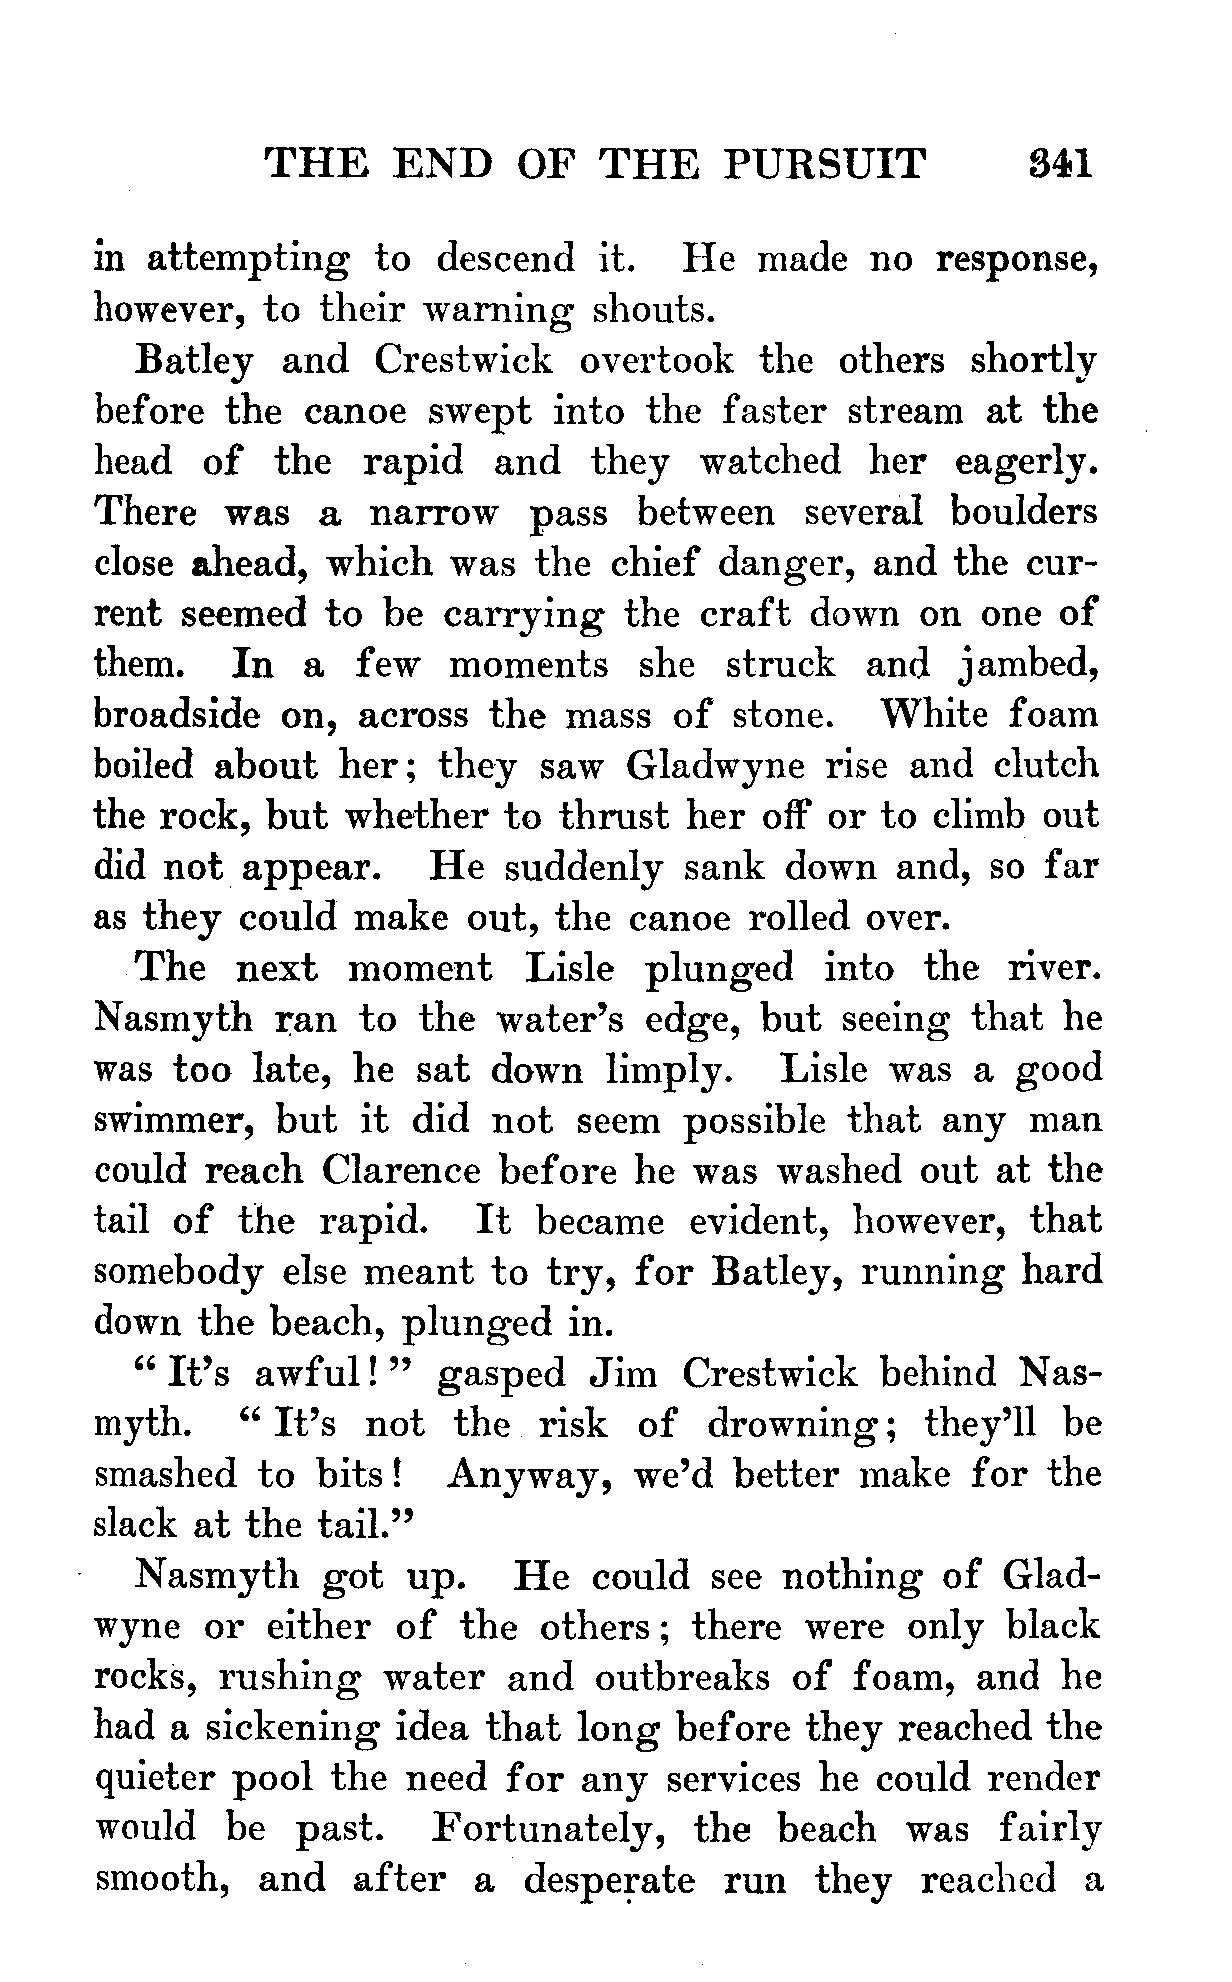 THE END OF THE PURSUIT 341
in attempting to descend it. He made no response,
however, to their warning shouts.
Batley and Crestwick overtook the others shortly
before the canoe swept into the faster stream at the
head of the rapid and they watched her eagerly.
There was a narrow pass between several boulders
close ahead, which was the chief danger, and the cur-
rent seemed to be carrying the craft down on one of
them. In a few moments she struck and jambed,
broadside on, across the mass of stone. White foam
boiled about her; they saw Gladwyne rise and clutch
the rock, but whether to thrust her off or to climb out
did not appear. He suddenly sank down and, so far
as they could make out, the canoe rolled over.
The next moment Lisle plunged into the river.
Nasmyth ran to the water's edge, but seeing that he
was too late, he sat down limply. Lisle was a good
swimmer, but it did not seem possible that any man
could reach Clarence before he was washed out at the
tail of the rapid. It became evident, however, that
somebody else meant to try, for Batley, running hard
down the beach, plunged in.
"It's awful!" gasped Jim Crestwick behind Nas-
myth. "It's not the risk of drowning; they'll be
smashed to bits! Anyway, we'd better make for the
slack at the tail."
Nasmyth got up. He could see nothing of Glad-
wyne or either of the others; there were only black
rocks, rushing water and outbreaks of foam, and he
had a sickening idea that long before they reached the
quieter pool the need for any services he could render
would be past. Fortunately, the beach was fairly
smooth, and after a desperate run they reached a